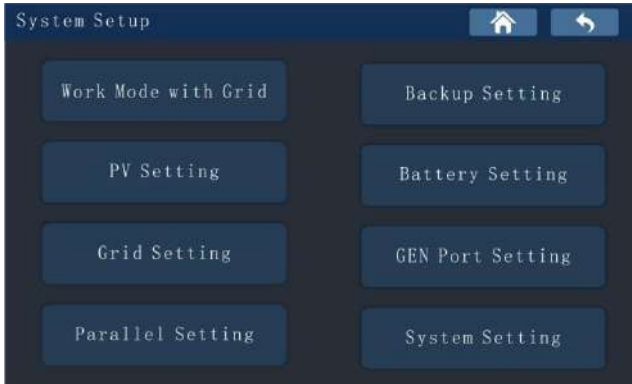 System Setup
Work Mode with Grid
Backup Setting
PV Setting
Battery Setting
Grid Setting
GEN Port Setting
Parallel Setting
System Setting